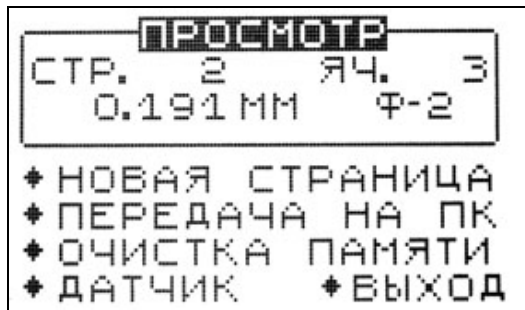 ПРОСМОТР
СТР. 2 ЯЧ. 3
0.191 ММ Ф-2
НОВАЯ СТРАНИЦА
ПЕРЕДАЧА НА ПК
ОЧИСТКА ПАМЯТИ
ДАТЧИК ВЫХОД